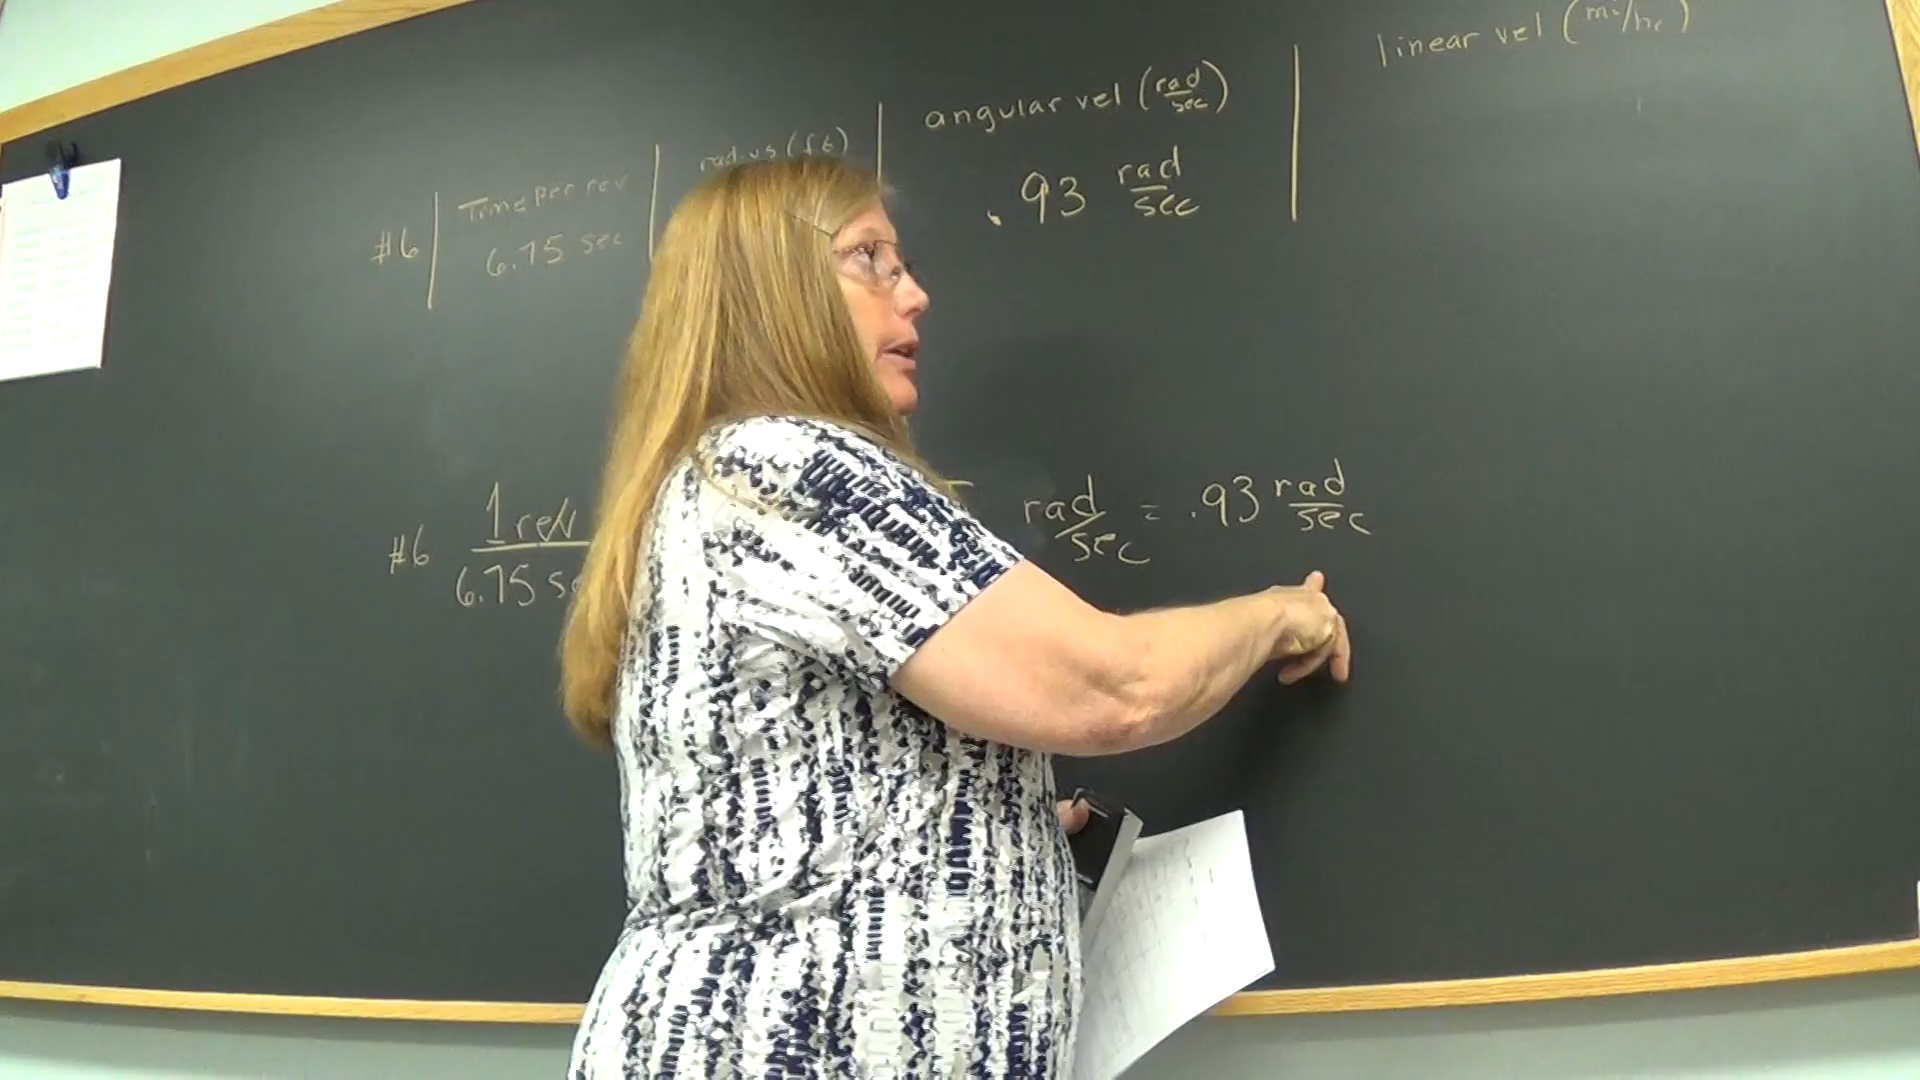 linear vel (mi/hr)
angular vel (rad/sec)
radius (ft)
Time per rev
.93 rad/sec
#6
6.75 sec
#6 1 rev/6.75 se rad/sec = .93 rad/sec